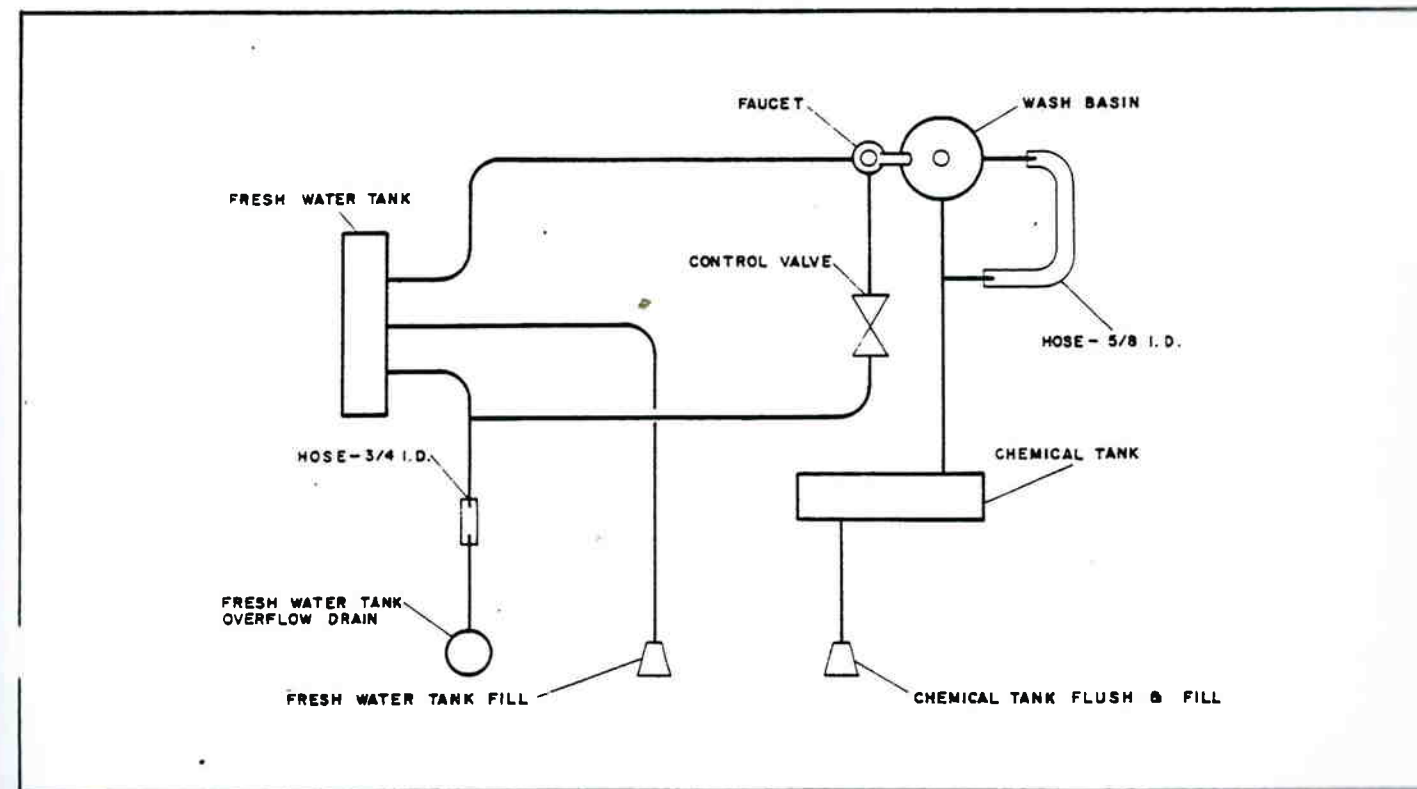 FAUCET
WASH BASIN
FRESH WATER TANK
CONTROL VALVE
HOSE- 5/8 I.D.
HOSE-3/4 I.D.
CHEMICAL TANK
FRESH WATER TANK
OVERFLOW DRAIN
FRESH WATER TANK FILL
CHEMICAL TANK FLUSH & FILL